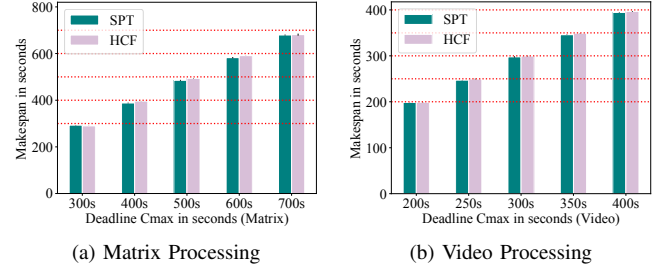 800
600
400
200
0
Makespan in seconds
SPT
HCF
300s 400s 500s 600s 700s
Deadline Cmax in seconds (Matrix)
(a) Matrix Processing
400
300
200
100
0
Makespan in seconds
SPT
HCF
200s 250s 300s 350s 400s
Deadline Cmax in seconds (Video)
(b) Video Processing